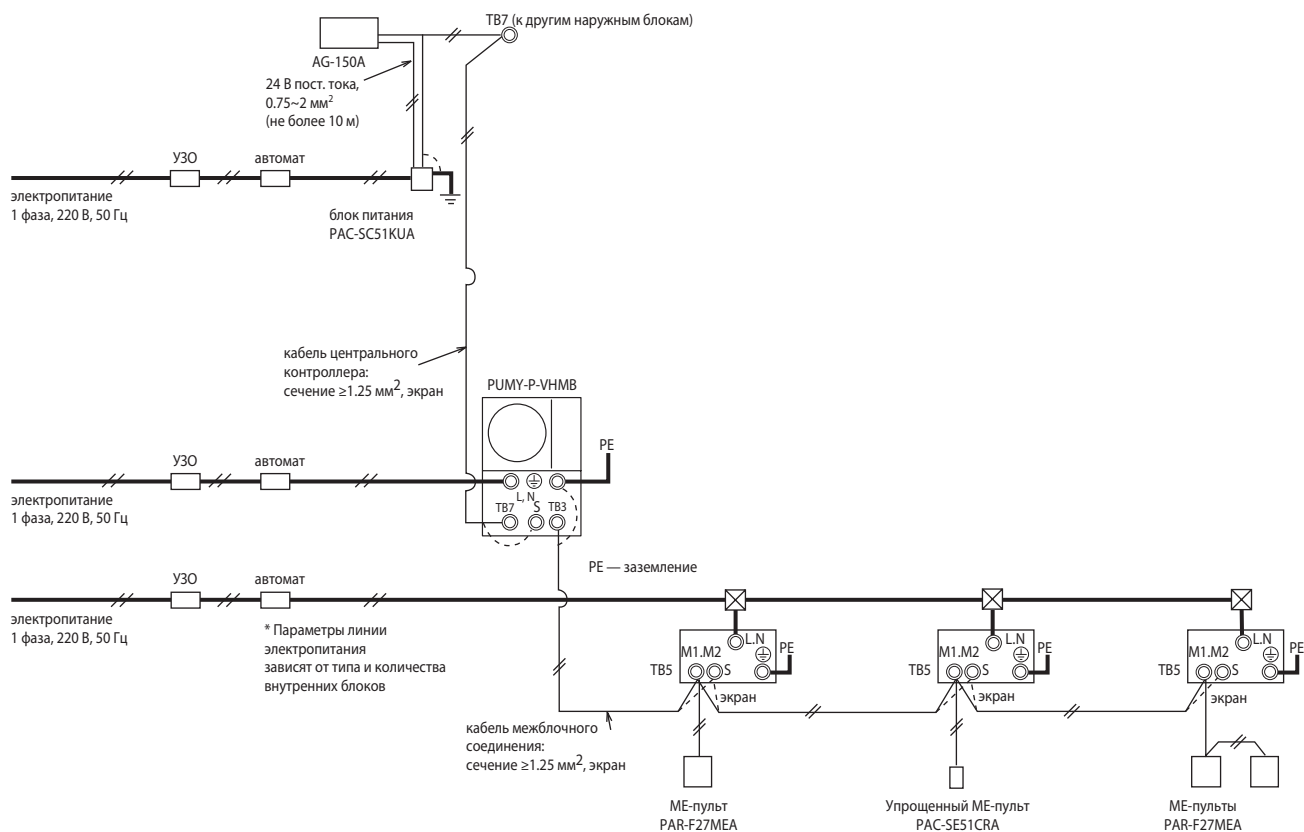 TB7 (к другим наружным блокам)
AG-150A
24 В пост. тока,
0.75~2 мм²
(не более 10 м)
УЗО
автомат
электропитание
1 фаза, 220 В, 50 Гц
блок питания
PAC-SC51KUA
кабель центрального
контроллера:
сечение ≥1.25 мм², экран
PUMY-P-VHMB
PE
УЗО
автомат
L, N
TB7
S
TB3
электропитание
1 фаза, 220 В, 50 Гц
PE — заземление
УЗО
автомат
электропитание
1 фаза, 220 В, 50 Гц
* Параметры линии
электропитания
зависят от типа и количества
внутренних блоков
L.N
M1.M2
PE
TB5
S
экран
L.N
M1.M2
PE
TB5
S
экран
L.N
M1.M2
PE
TB5
S
экран
кабель межблочного
соединения:
сечение ≥1.25 мм², экран
ME-пульт
PAR-F27MEA
Упрощенный ME-пульт
PAC-SE51CRA
ME-пульты
PAR-F27MEA